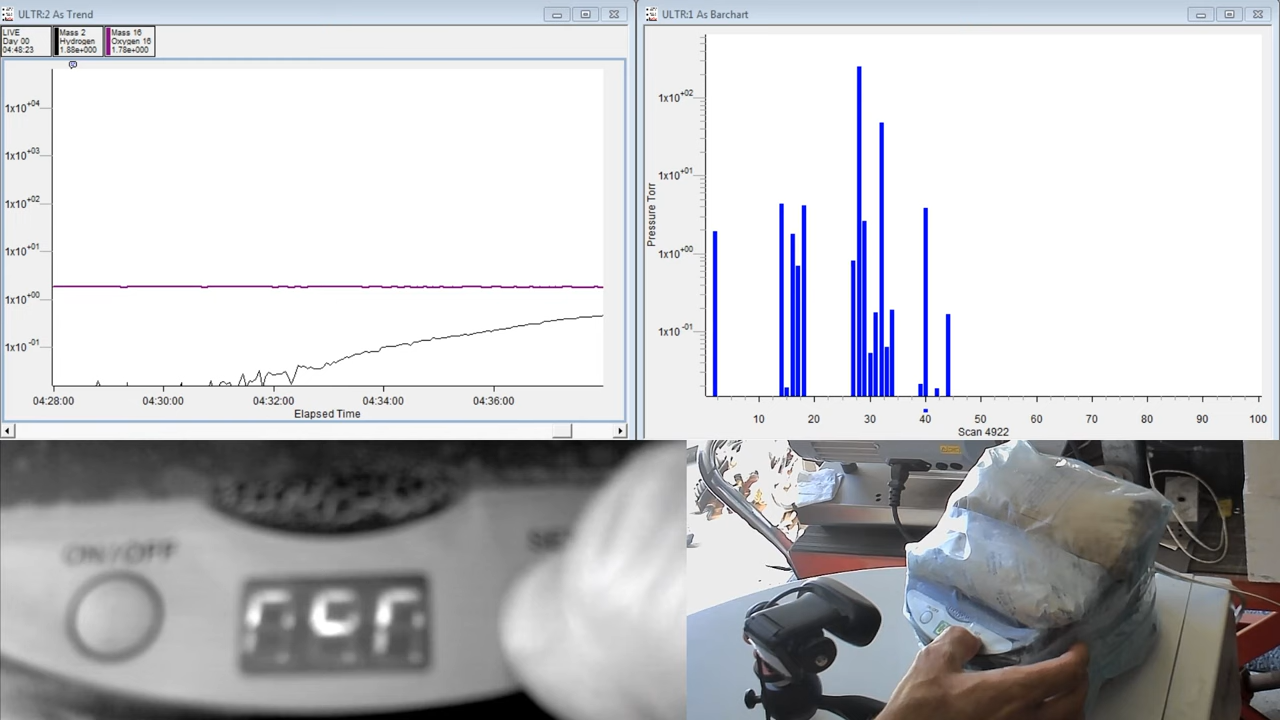 ULTR:2 As Trend
LIVE
Day 00
04:48:23
Mass 2
Hydrogen
1.88e+000
Mass 16
Oxygen 16
1.78e+000
1x10+04
1x10+03
1x10+02
1x10+01
1x10+00
1x10-01
04:28:00
04:30:00
04:32:00
04:34:00
04:36:00
Elapsed Time
ULTR:1 As Barchart
Pressure Torr
1x10+02
1x10+01
1x10+00
1x10-01
10
20
30
40
50
60
70
80
90
100
Scan 4922
ON/OFF